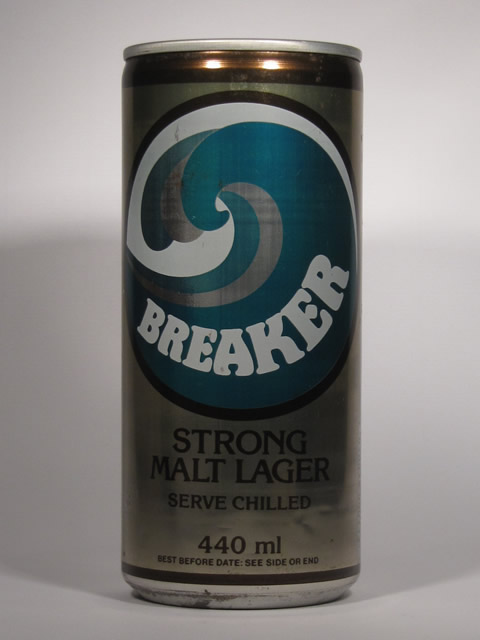 BREAKER
STRONG
MALT LAGER
SERVE CHILLED
440 ml
BEST BEFORE DATE: SEE SIDE OR END